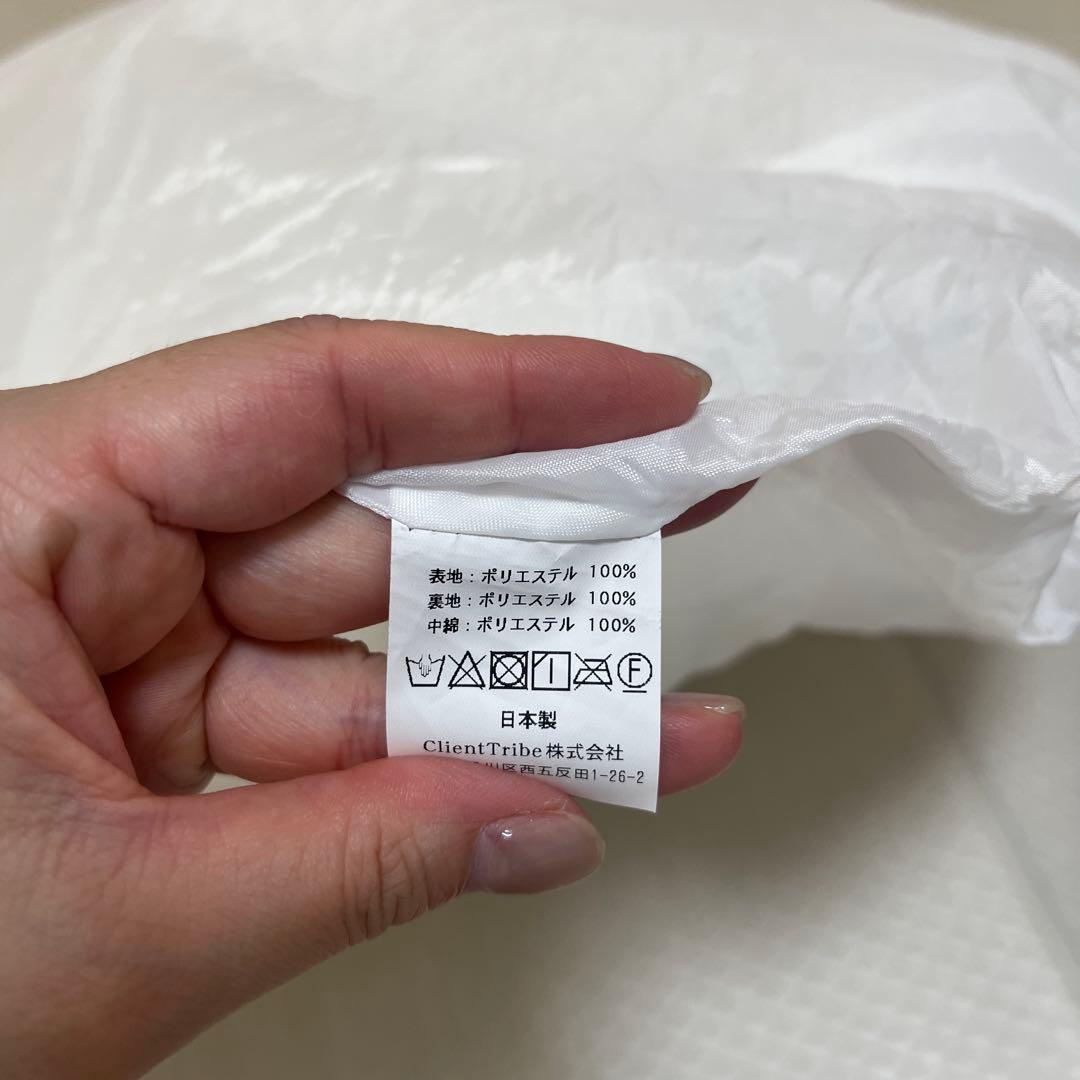 表地：ポリエステル 100%
裏地：ポリエステル 100%
中綿：ポリエステル 100%
F
日本製
ClientTribe株式会社
川区西五反田1-26-2